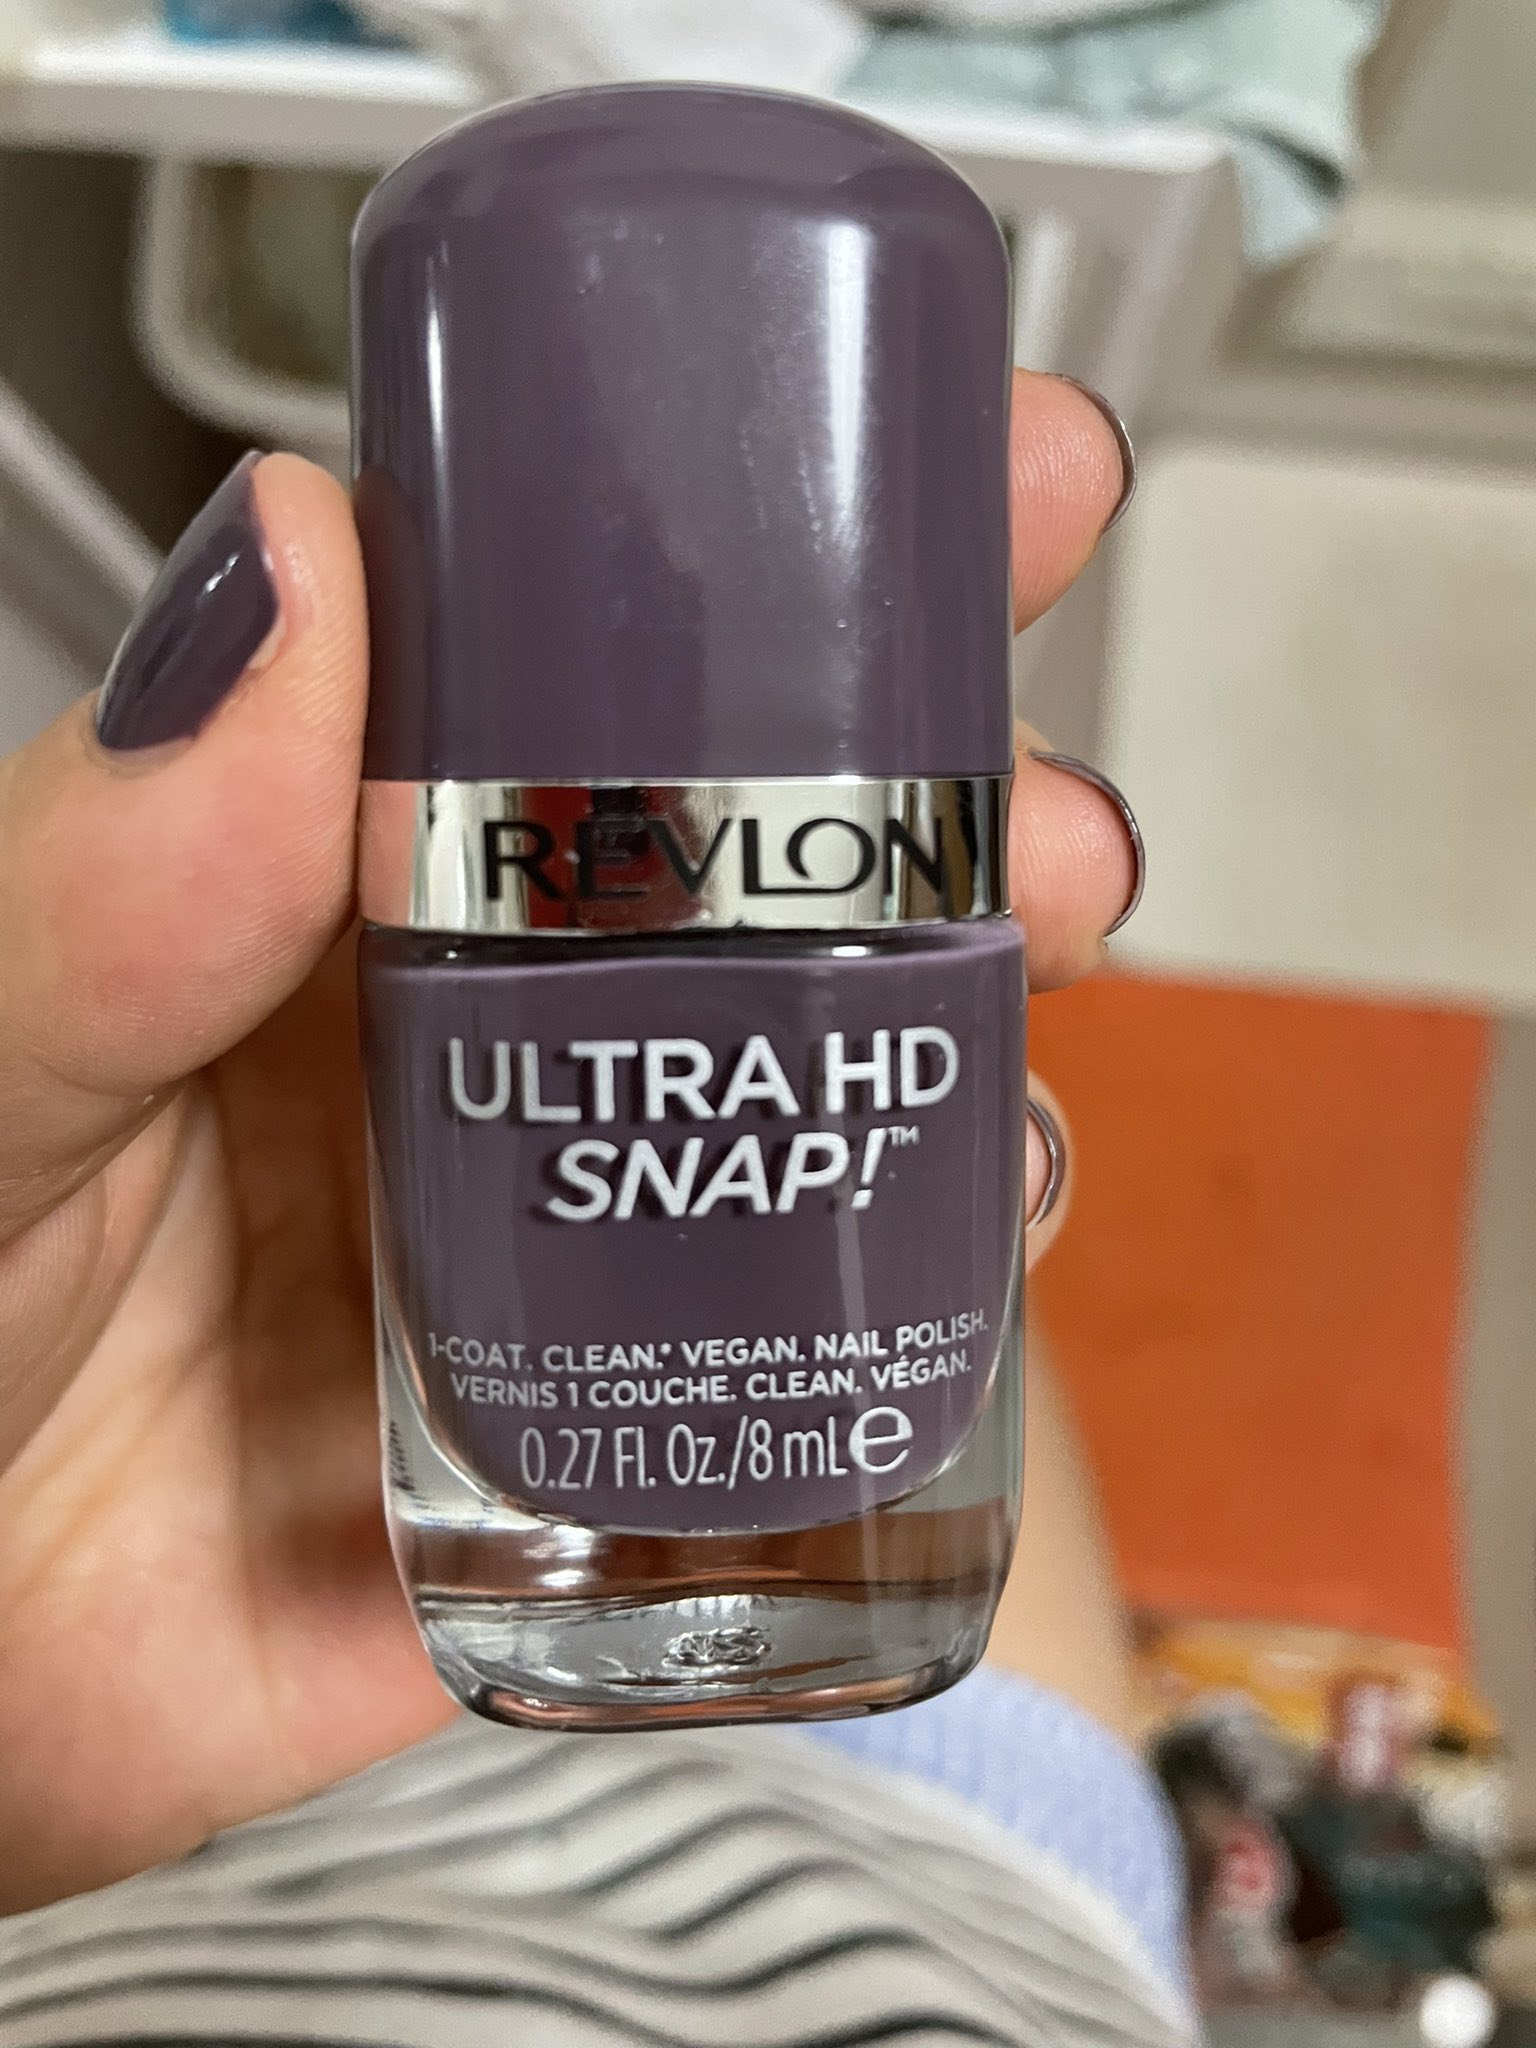 REVLON
ULTRA HD
SNAP!™
1-COAT. CLEAN.* VEGAN. NAIL POLISH.
VERNIS 1 COUCHE. CLEAN. VÉGAN.
0.27 Fl. Oz./8 mL ℮